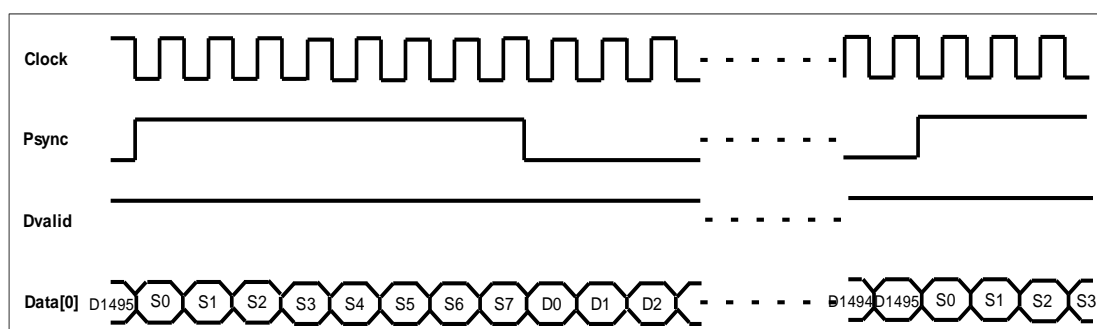 Clock
Psync
Dvalid
Data[0] D1495 S0 S1 S2 S3 S4 S5 S6 S7 D0 D1 D2 D1494 D1495 S0 S1 S2 S3